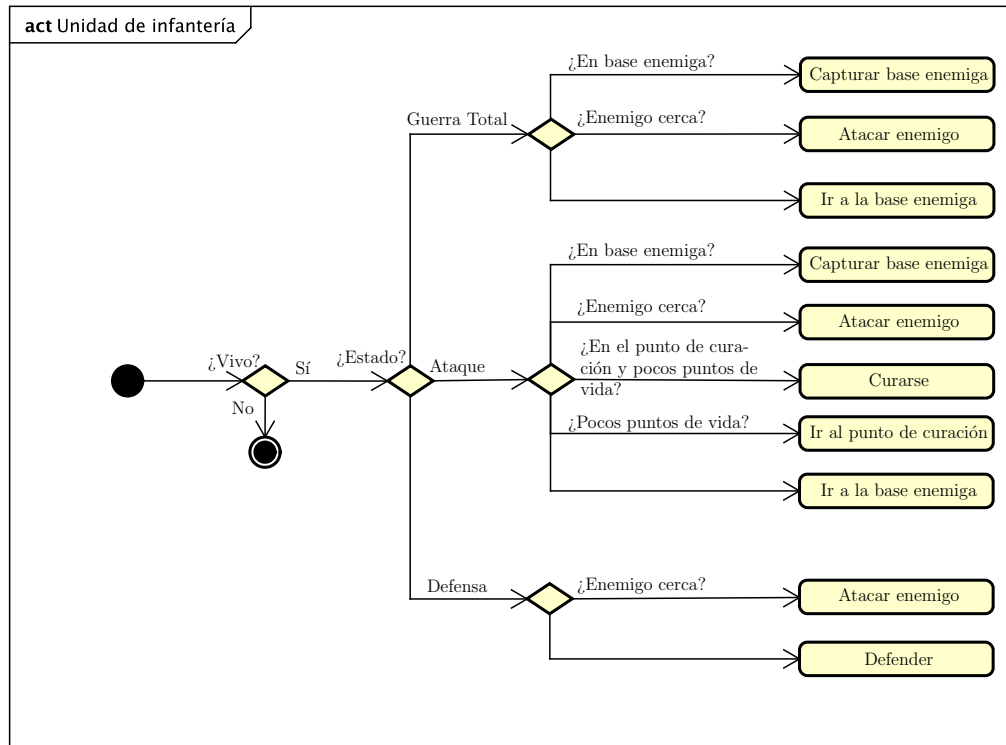 act Unidad de infantería
¿En base enemiga?
Capturar base enemiga
Guerra Total
¿Enemigo cerca?
Atacar enemigo
Ir a la base enemiga
¿En base enemiga?
Capturar base enemiga
¿Enemigo cerca?
Atacar enemigo
¿Vivo?
Sí
¿Estado?
Ataque
¿En el punto de cura-
ción y pocos puntos de
vida?
Curarse
No
¿Pocos puntos de vida?
Ir al punto de curación
Ir a la base enemiga
Defensa
¿Enemigo cerca?
Atacar enemigo
Defender